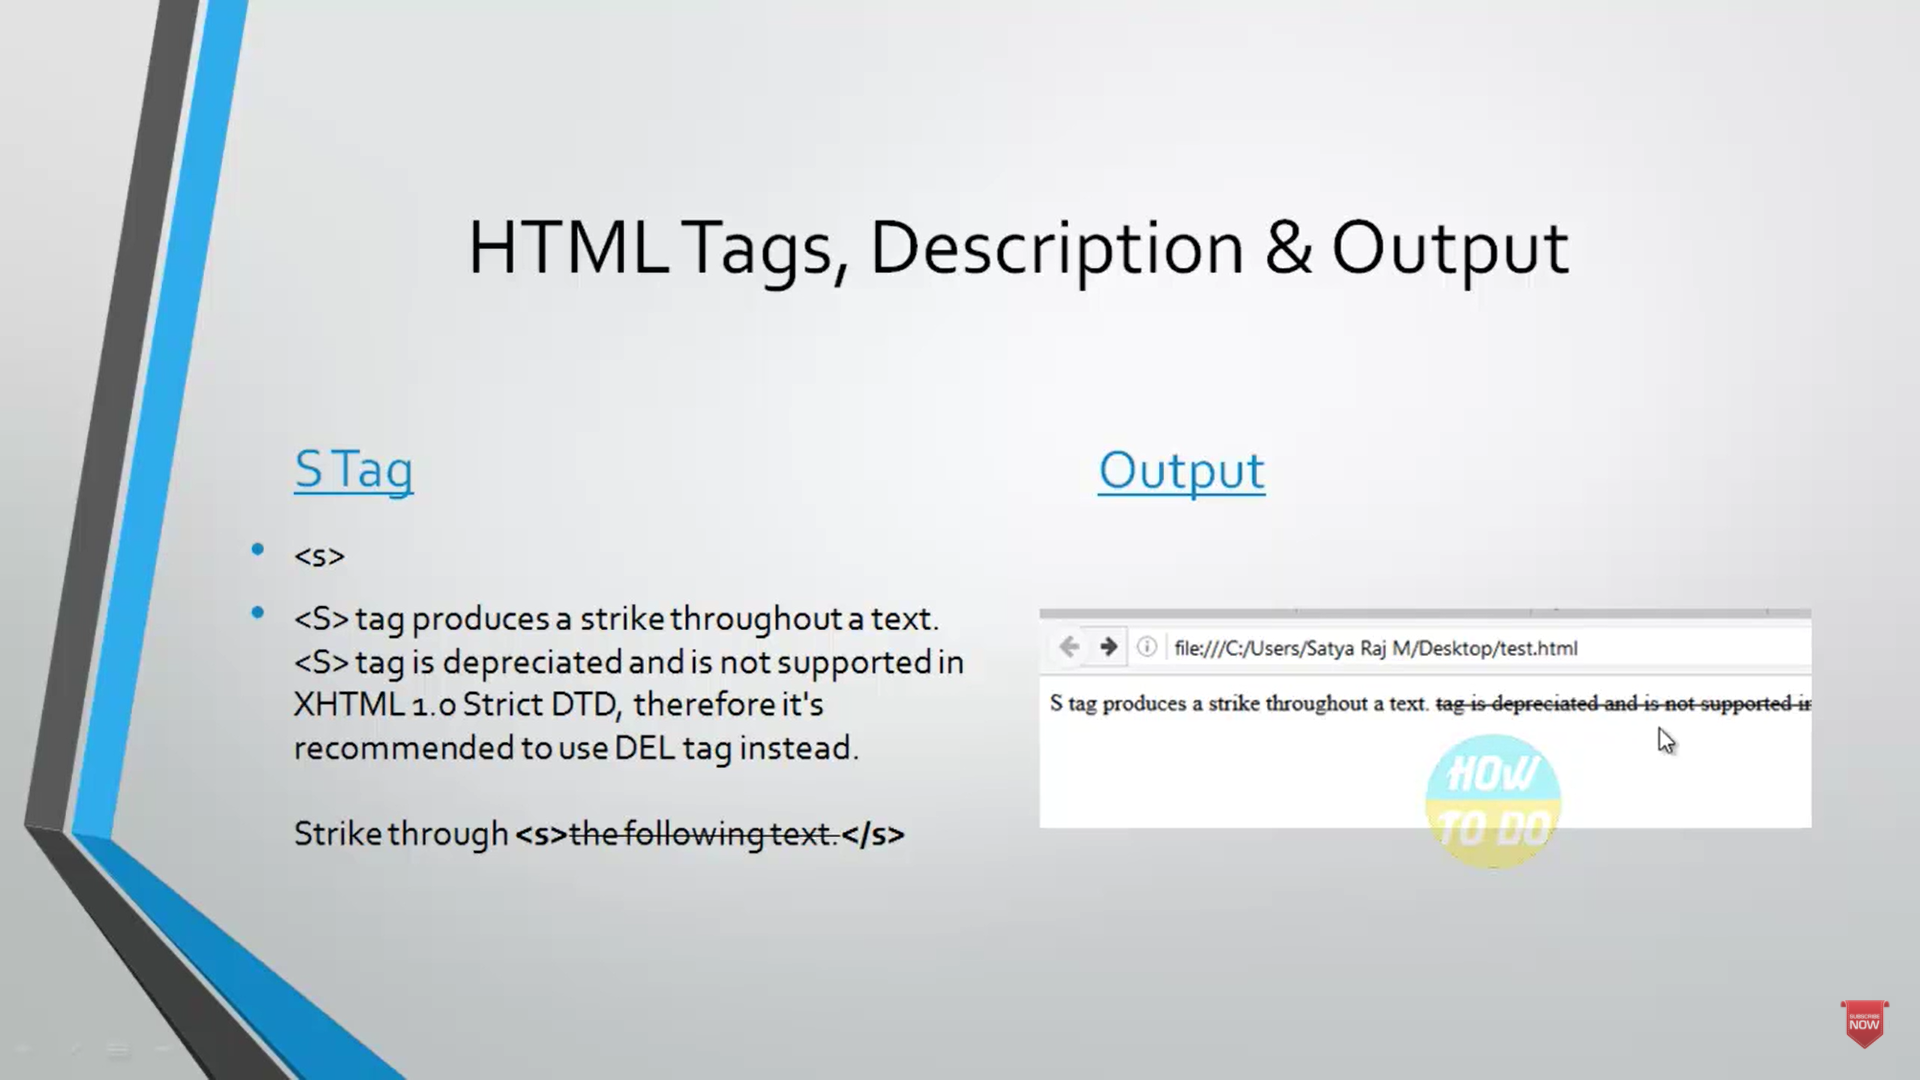 HTML Tags, Description & Output
S Tag
<s>
<S> tag produces a strike throughout a text.
<S> tag is depreciated and is not supported in
XHTML 1.0 Strict DTD, therefore it's
recommended to use DEL tag instead.
Strike through <s>the following text.</s>
Output
file:///C:/Users/Satya Raj M/Desktop/test.html
S tag produces a strike throughout a text. tag is depreciated and is not supported in
HOW
TO DO
SUBSCRIBE
NOW